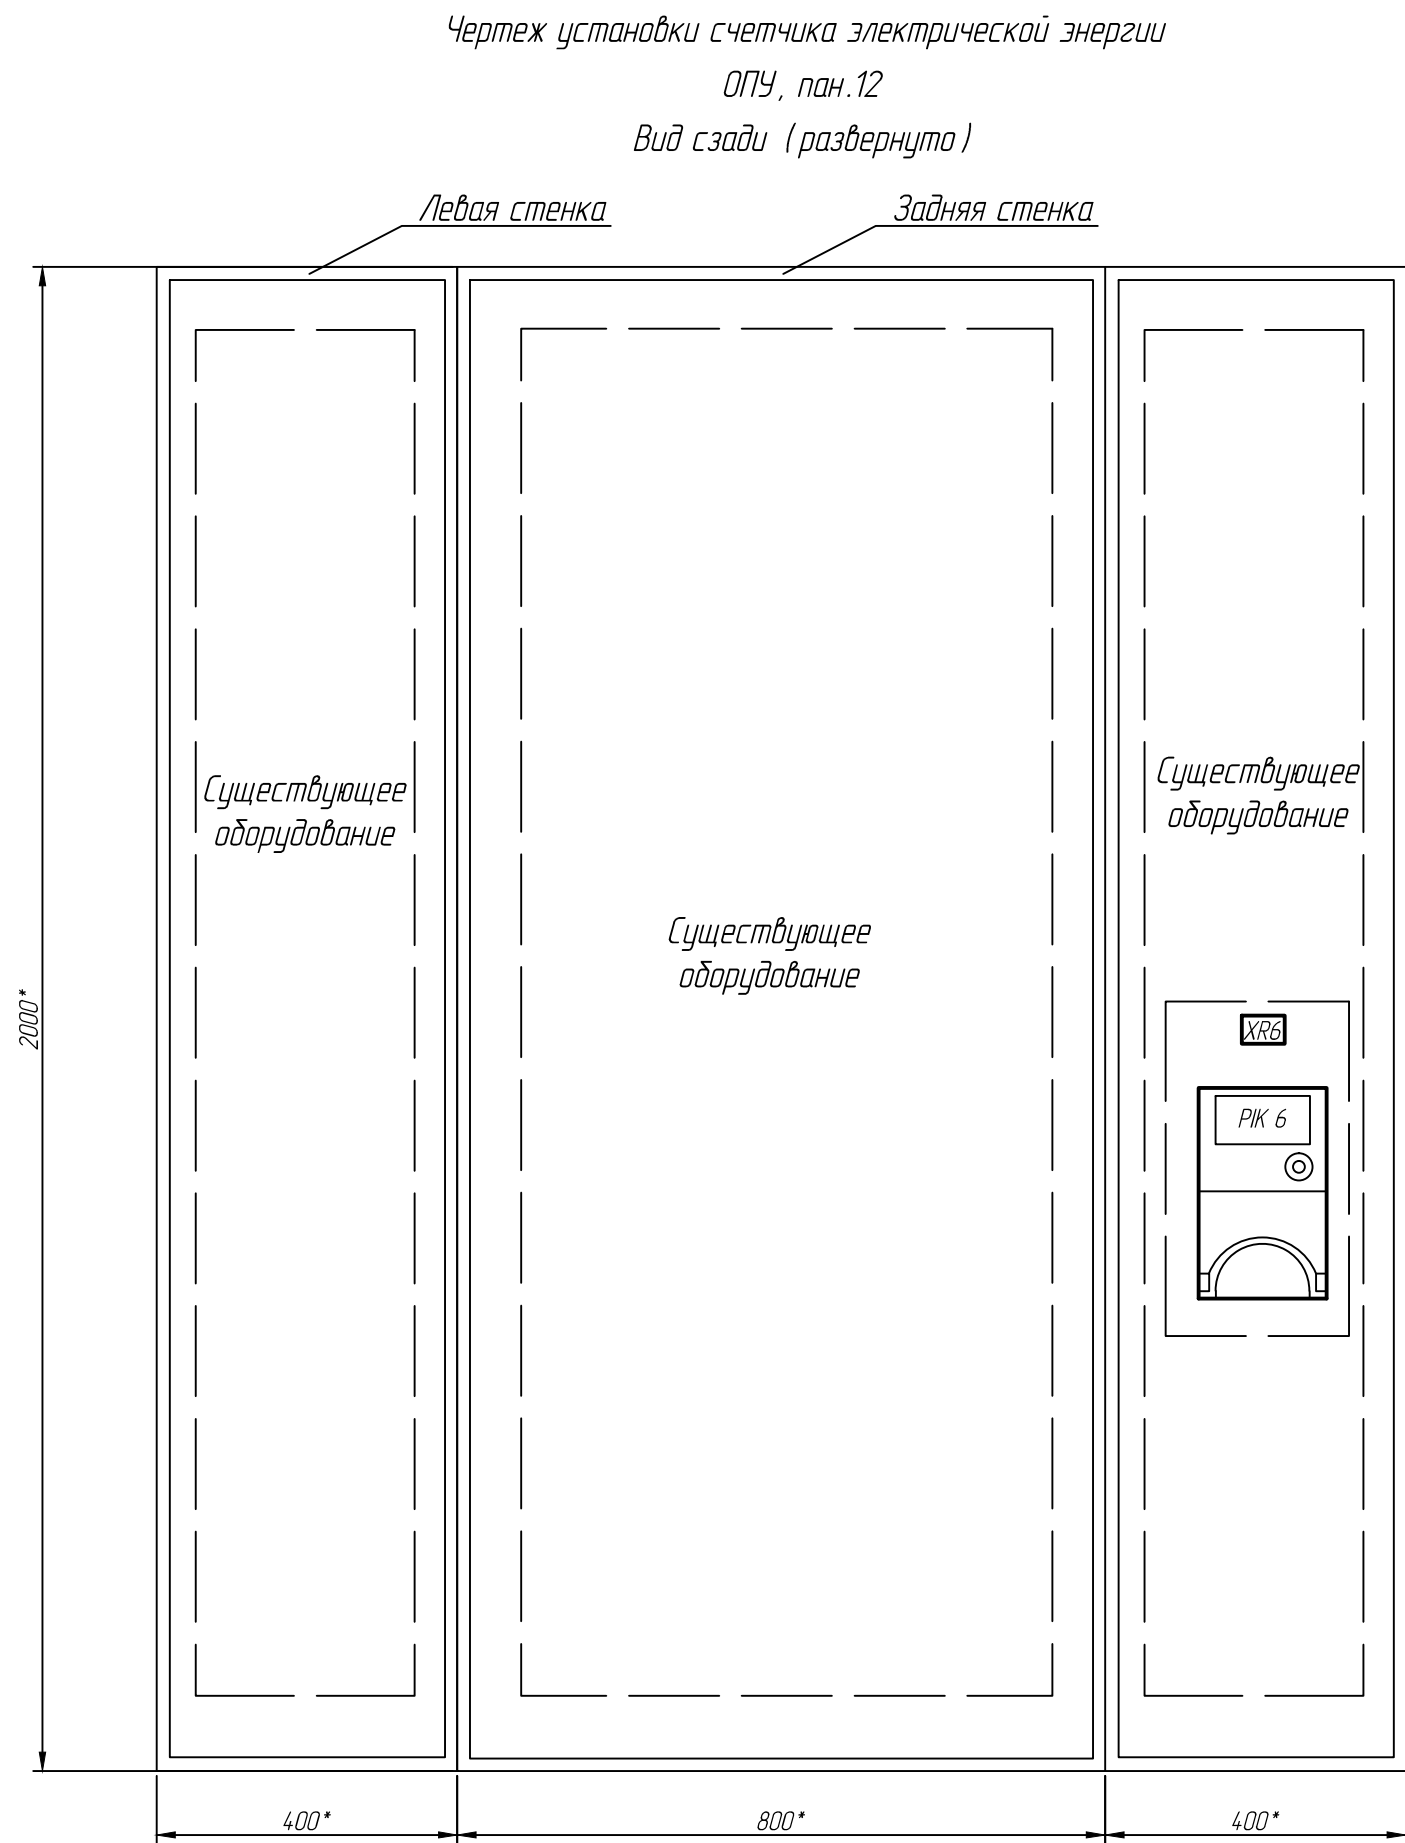 Чертеж установки счетчика электрической энергии
ОПУ, пан.12
Вид сзади (развернуто)
Левая стенка
Задняя стенка
Существующее
оборудование
Существующее
оборудование
Существующее
оборудование
XR6
PIK 6
2000*
400*
800*
400*